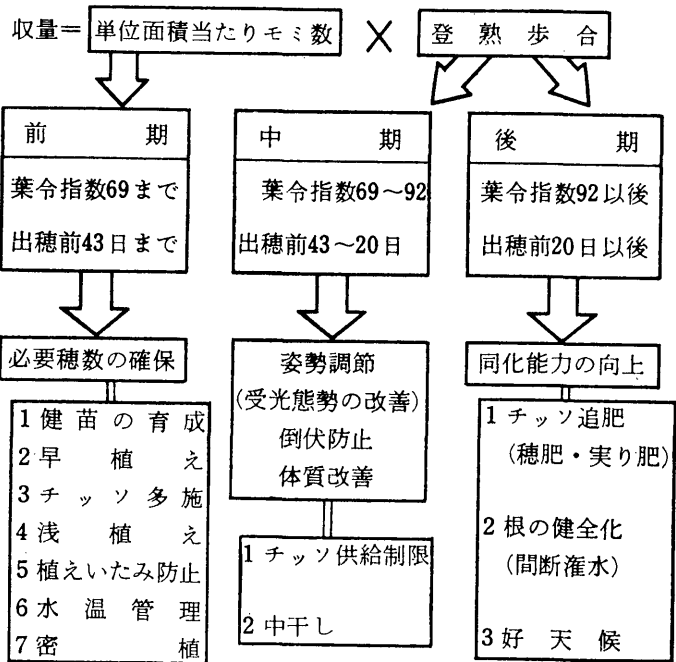 収量=単位面積当たりモミ数 × 登熟歩合
前期
葉令指数69まで
出穂前43日まで
必要穂数の確保
1 健苗の育成
2 早植え
3 チッソ多施
4 浅植え
5 植えいたみ防止
6 水温管理
7 密植
中期
葉令指数69〜92
出穂前43〜20日
姿勢調節
(受光態勢の改善)
倒伏防止
体質改善
1 チッソ供給制限
2 中干し
後期
葉令指数92以後
出穂前20日以後
同化能力の向上
1 チッソ追肥
(穂肥・実り肥)
2 根の健全化
(間断潅水)
3 好天候